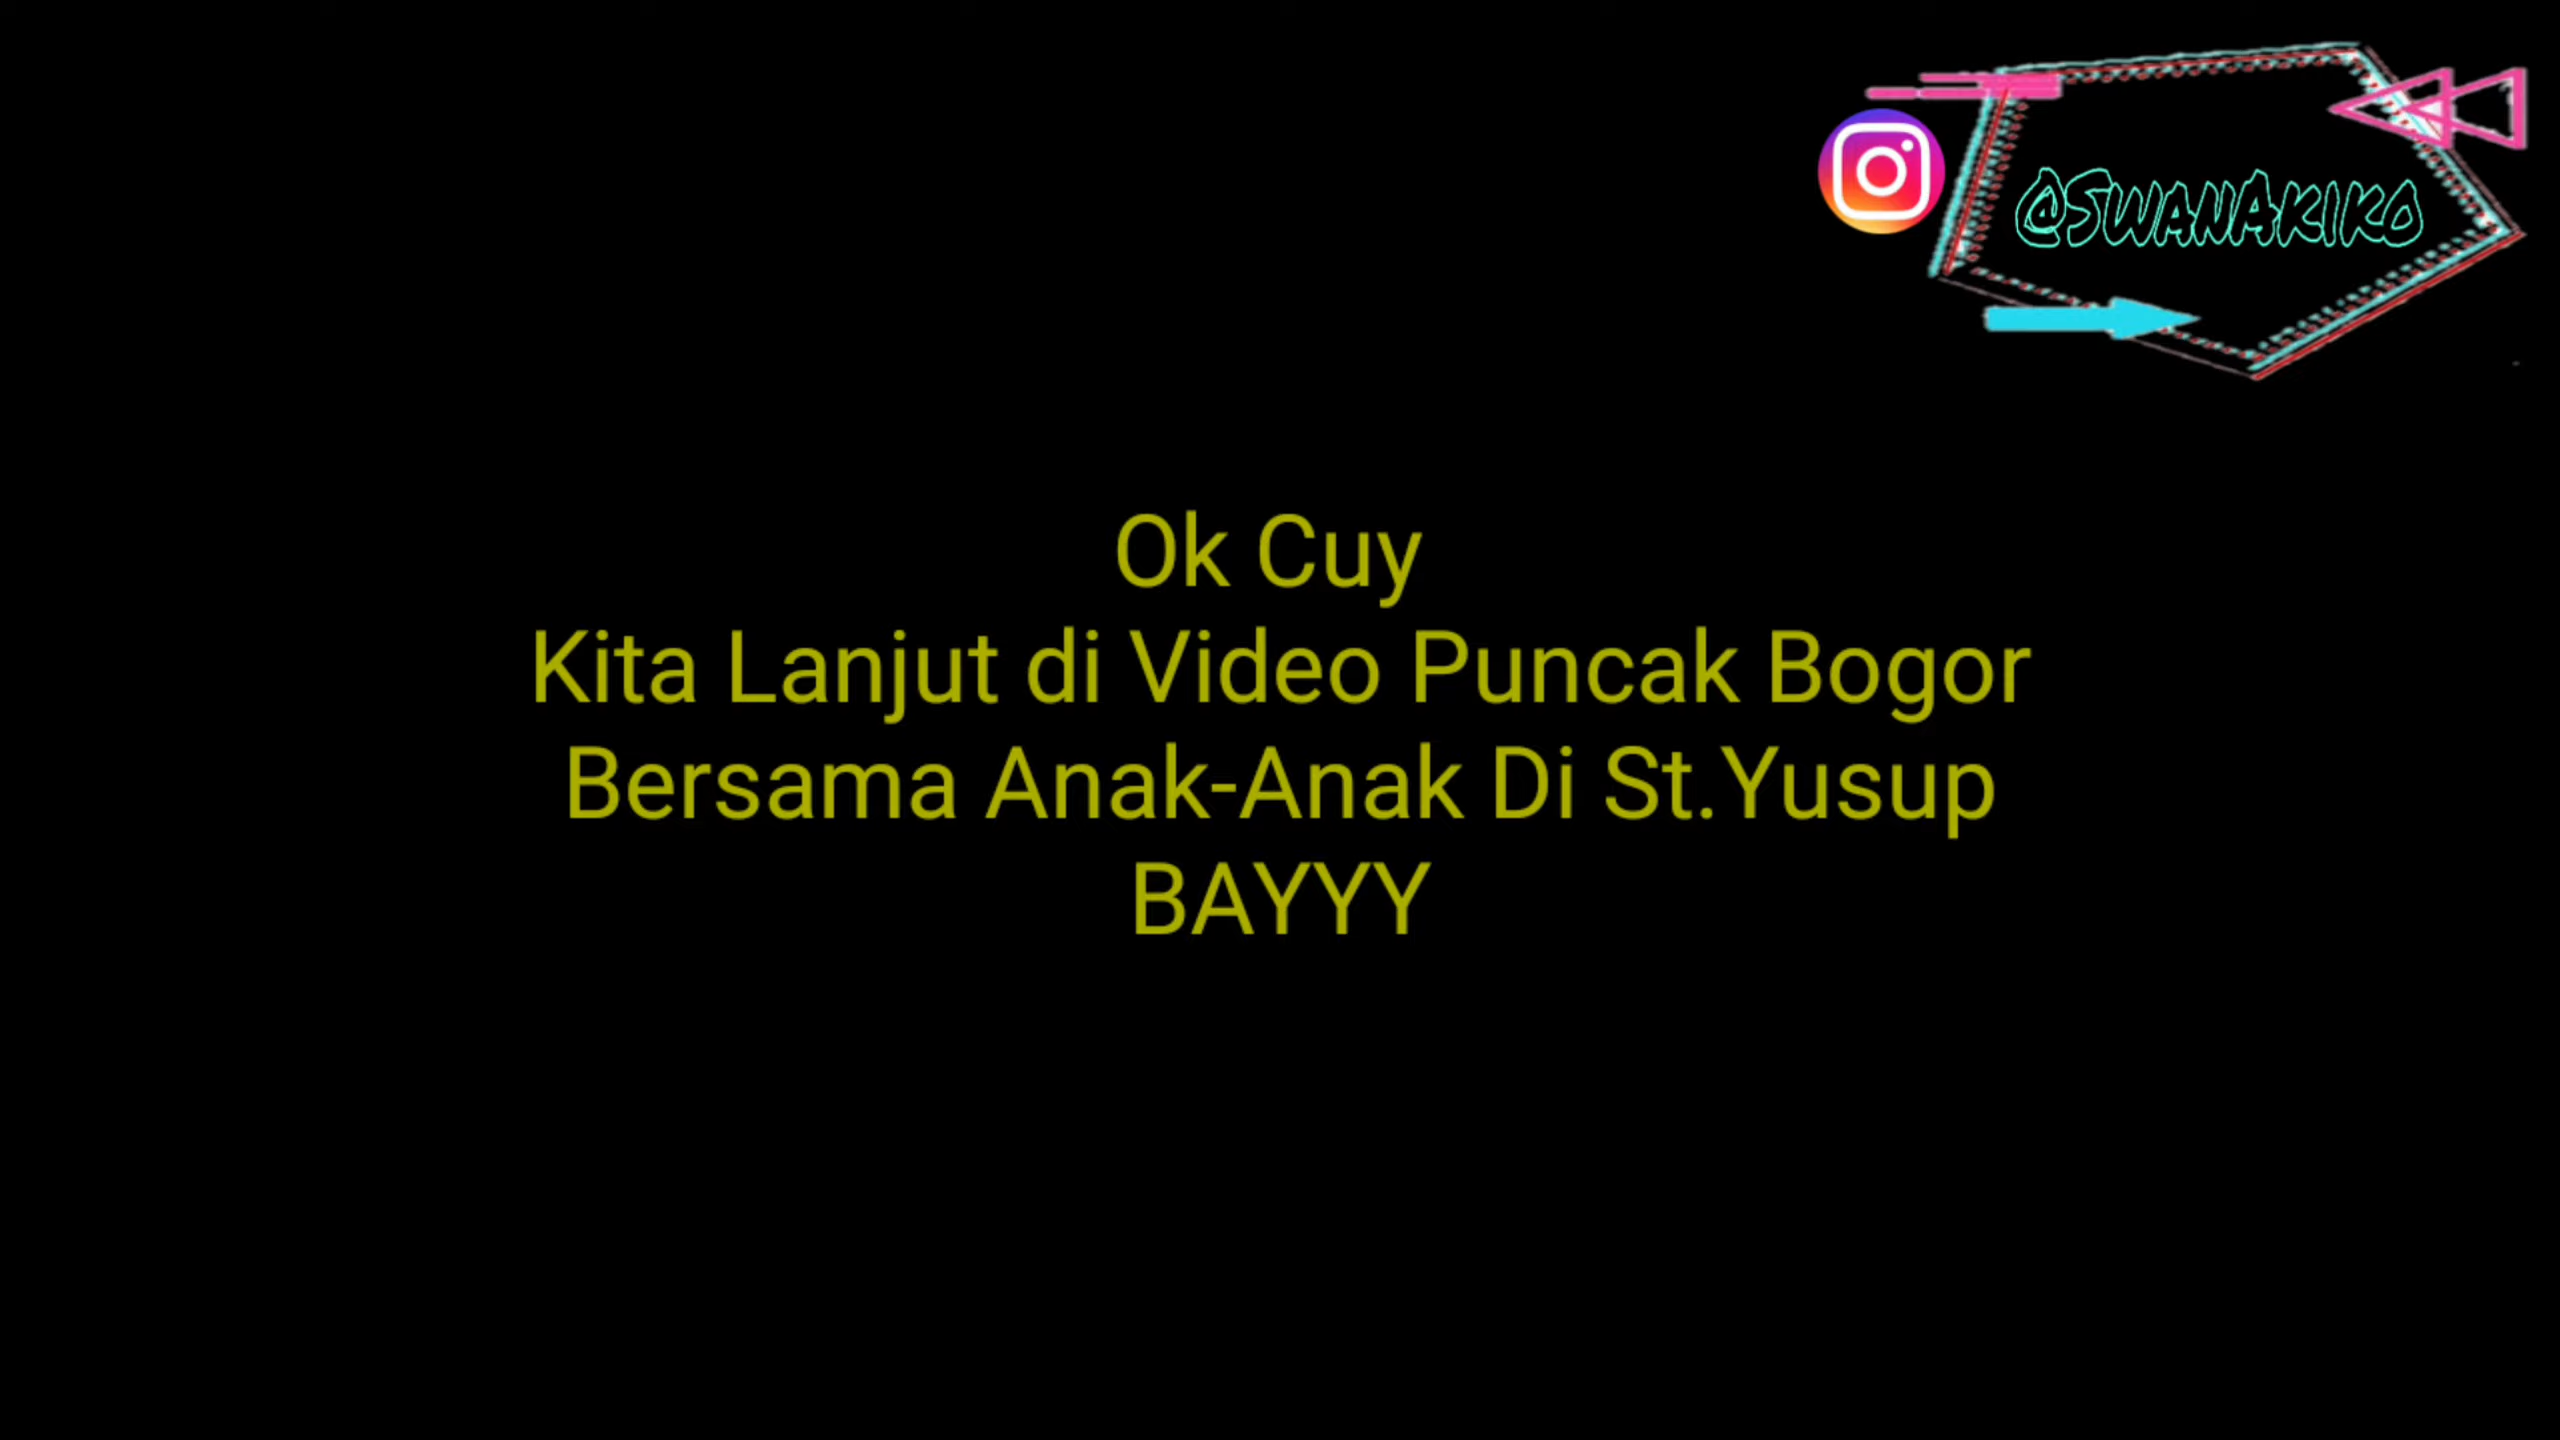 @SwanAkiko
Ok Cuy
Kita Lanjut di Video Puncak Bogor
Bersama Anak-Anak Di St.Yusup
BAYYY